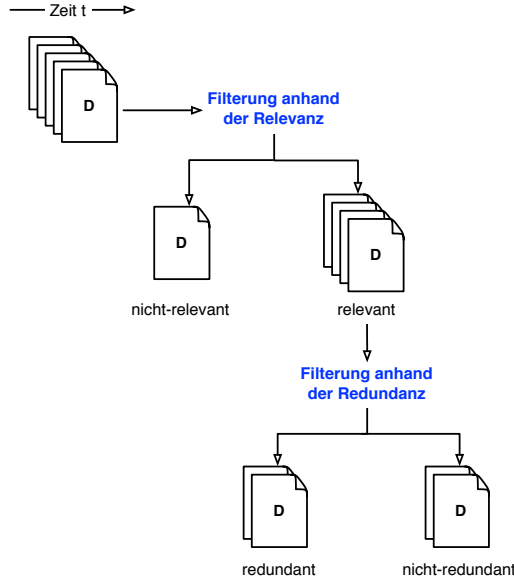 Zeit t
D
Filterung anhand
der Relevanz
D
D
nicht-relevant
relevant
Filterung anhand
der Redundanz
D
D
redundant
nicht-redundant